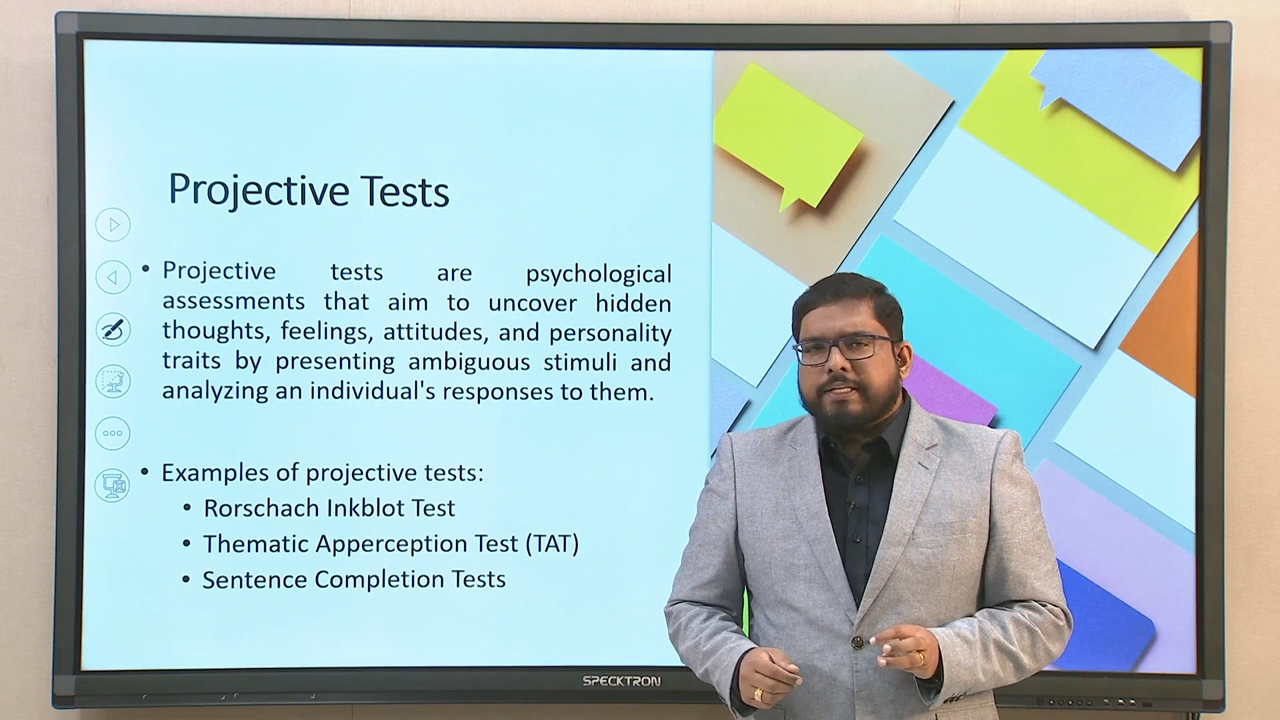 Projective Tests
• Projective tests are psychological
assessments that aim to uncover hidden
thoughts, feelings, attitudes, and personality
traits by presenting ambiguous stimuli and
analyzing an individual's responses to them.
• Examples of projective tests:
• Rorschach Inkblot Test
• Thematic Apperception Test (TAT)
• Sentence Completion Tests
SPECKTRON